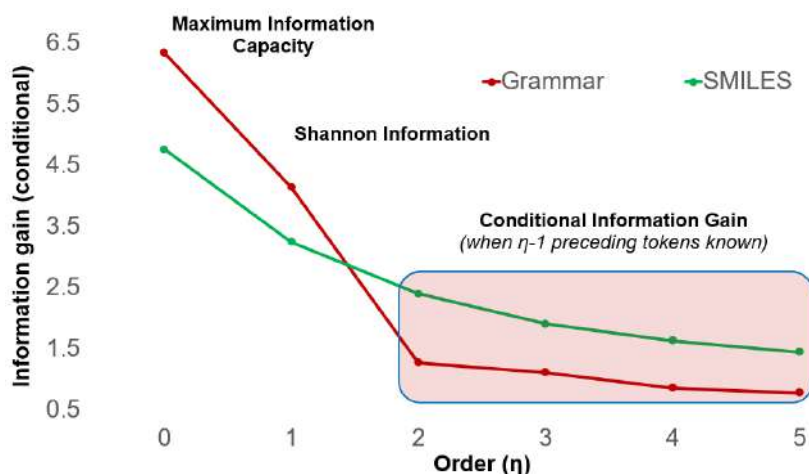 Maximum Information
Capacity
Grammar
SMILES
Shannon Information
Conditional Information Gain
(when η-1 preceding tokens known)
Information gain (conditional)
6.5
5.5
4.5
3.5
2.5
1.5
0.5
0 1 2 3 4 5
Order (η)